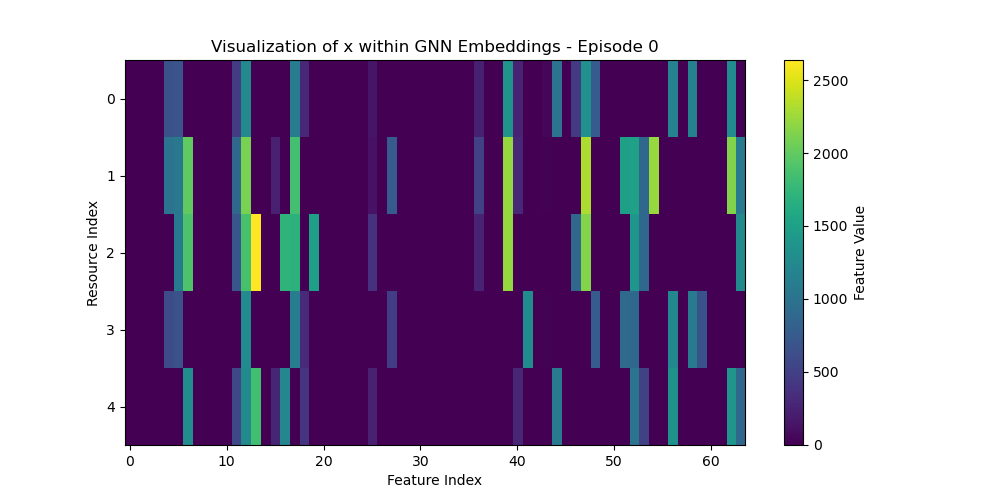 Visualization of x within GNN Embeddings - Episode 0
Resource Index
0
1
2
3
4
0 10 20 30 40 50 60
Feature Index
2500
2000
1500
1000
500
0
Feature Value